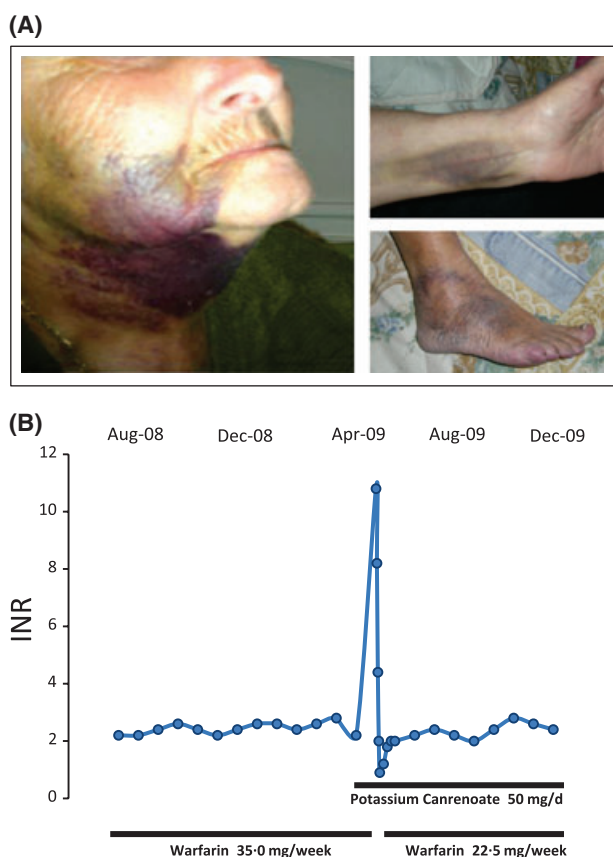 (A)
(B)
Aug-08 Dec-08 Apr-09 Aug-09 Dec-09
12
10
8
6
4
2
0
INR
Potassium Canrenoate 50 mg/d
Warfarin 35·0 mg/week Warfarin 22·5 mg/week